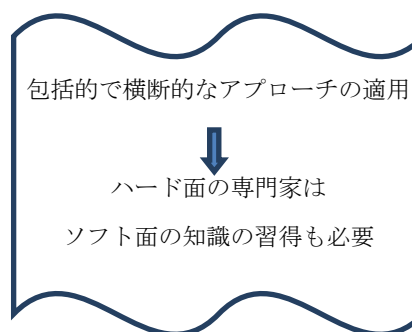 包括的で横断的なアプローチの適用
ハード面の専門家は
ソフト面の知識の習得も必要